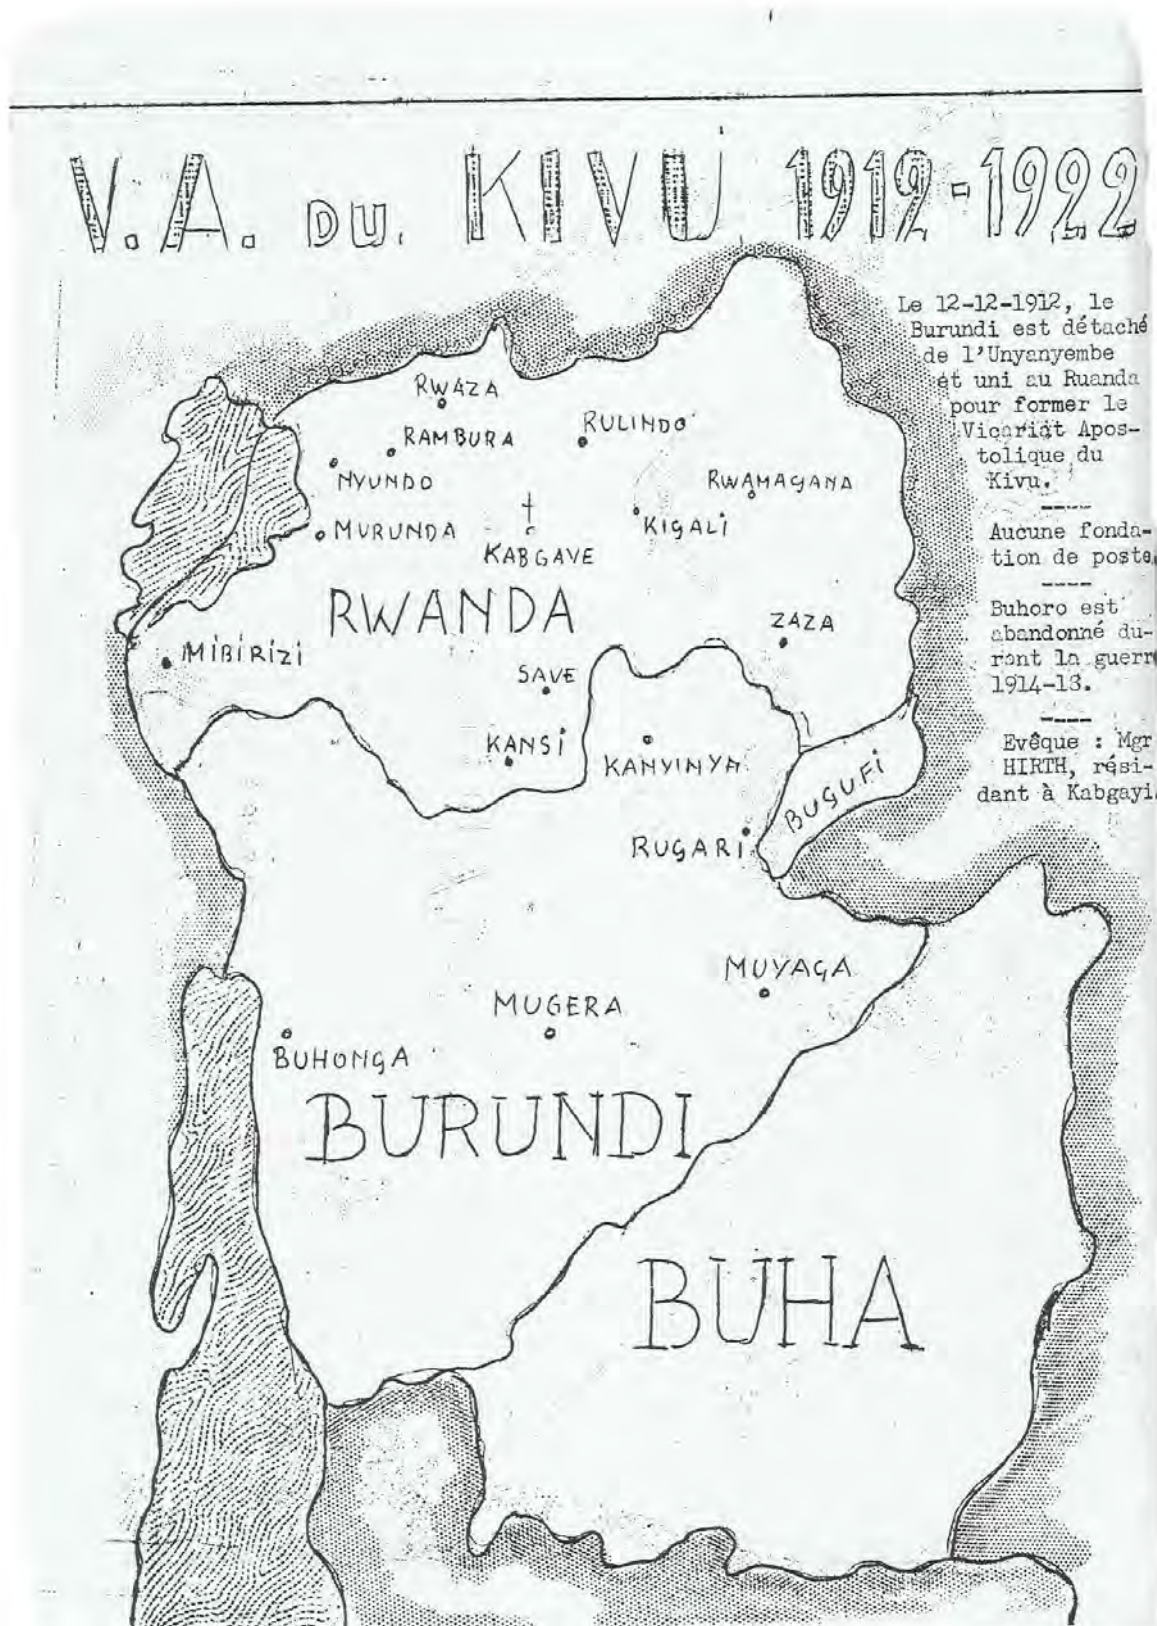 V.A. DU. KIVU 1912-1922
Le 12-12-1912, le
Burundi est détaché
de l'Unyanyembe
et uni au Ruanda
pour former le
Vicariat Apos-
tolique du
Kivu.
Aucune fonda-
tion de poste.
Buhoro est
abandonné du-
rant la guerre
1914-18.
Evêque : Mgr
HIRTH, rési-
dant à Kabgayi.
RWAZA
RAMBURA
RULINDO
NYUNDO
RWAMAGANA
MURUNDA
KIGALI
KABGAVE
RWANDA
ZAZA
MIBIRIZI
SAVE
KANSI
KANYINYA
BUGUFI
RUGARI
MUYAGA
MUGERA
BUHONGA
BURUNDI
BUHA